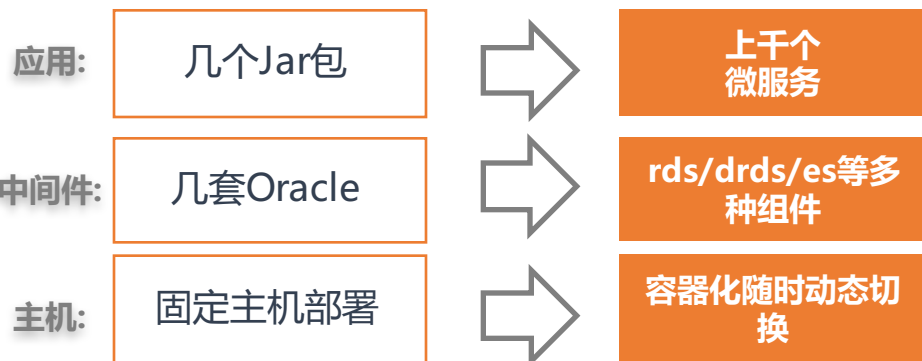 应用:
几个Jar包
上千个
微服务
中间件:
几套Oracle
rds/drds/es等多
种组件
主机:
固定主机部署
容器化随时动态切
换